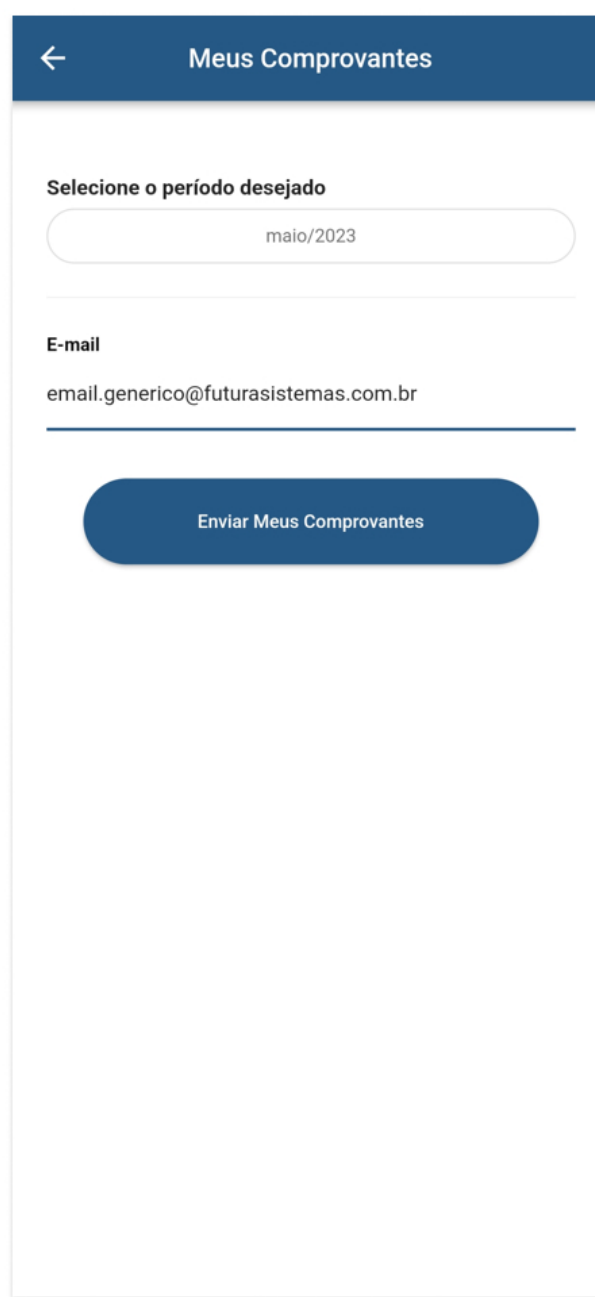 Meus Comprovantes
Selecione o período desejado
maio/2023
E-mail
email.generico@futurasistemas.com.br
Enviar Meus Comprovantes